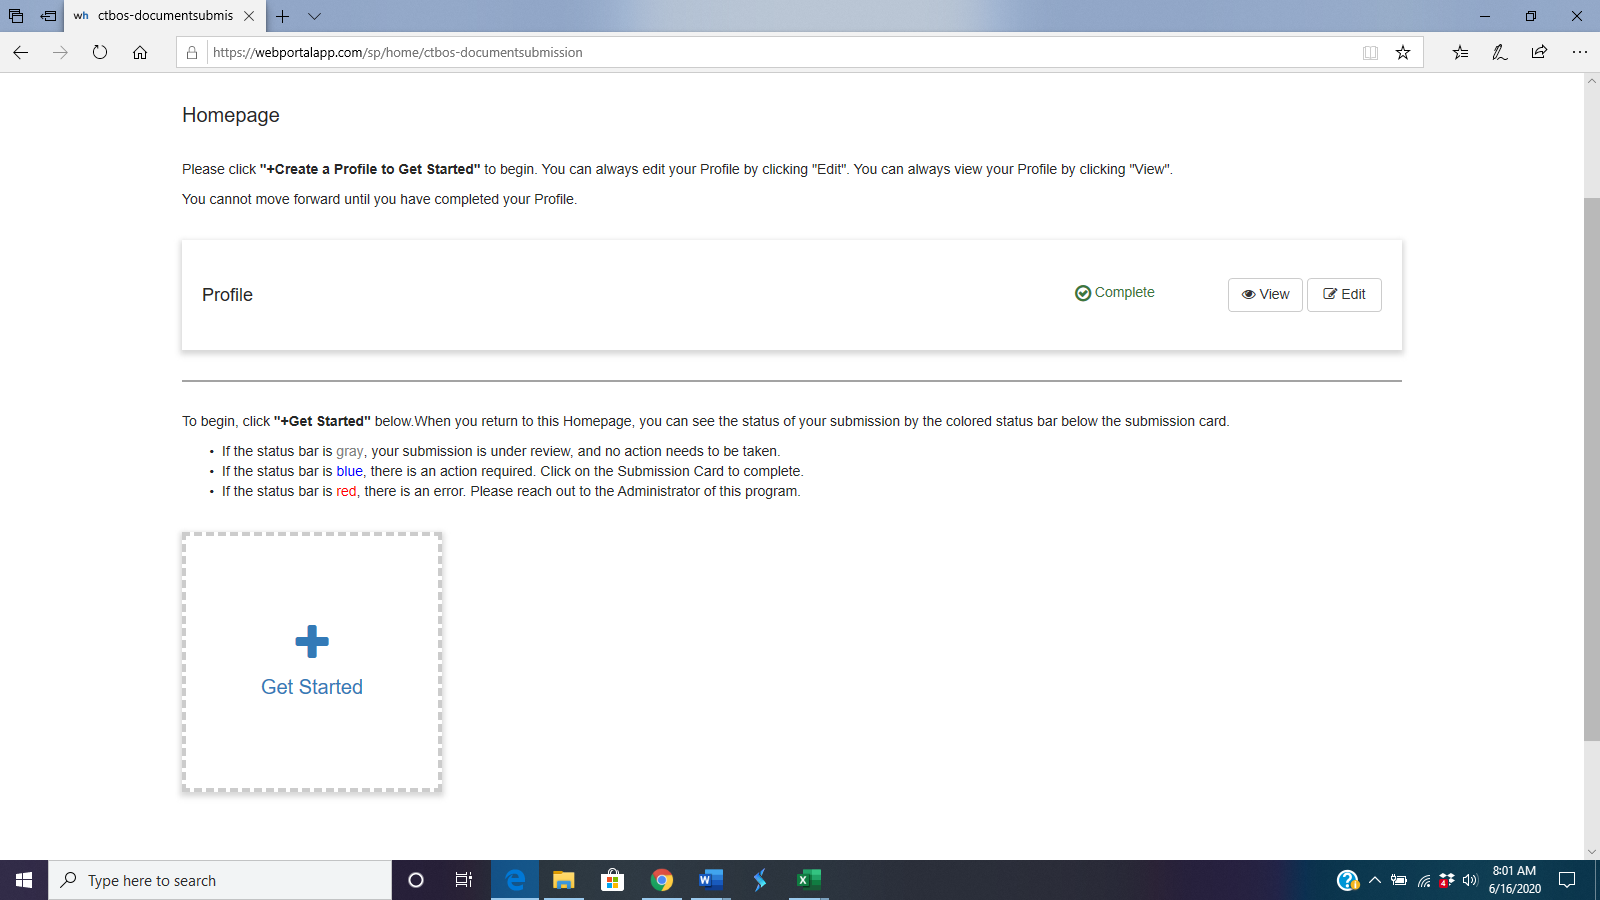 wh ctbos-documentsubmis
https://webportalapp.com/sp/home/ctbos-documentsubmission
Homepage
Please click "+Create a Profile to Get Started" to begin. You can always edit your Profile by clicking "Edit". You can always view your Profile by clicking "View".
You cannot move forward until you have completed your Profile.
Profile
Complete
View
Edit
To begin, click "+Get Started" below.When you return to this Homepage, you can see the status of your submission by the colored status bar below the submission card.
• If the status bar is gray, your submission is under review, and no action needs to be taken.
• If the status bar is blue, there is an action required. Click on the Submission Card to complete.
• If the status bar is red, there is an error. Please reach out to the Administrator of this program.
Get Started
Type here to search
8:01 AM
6/16/2020